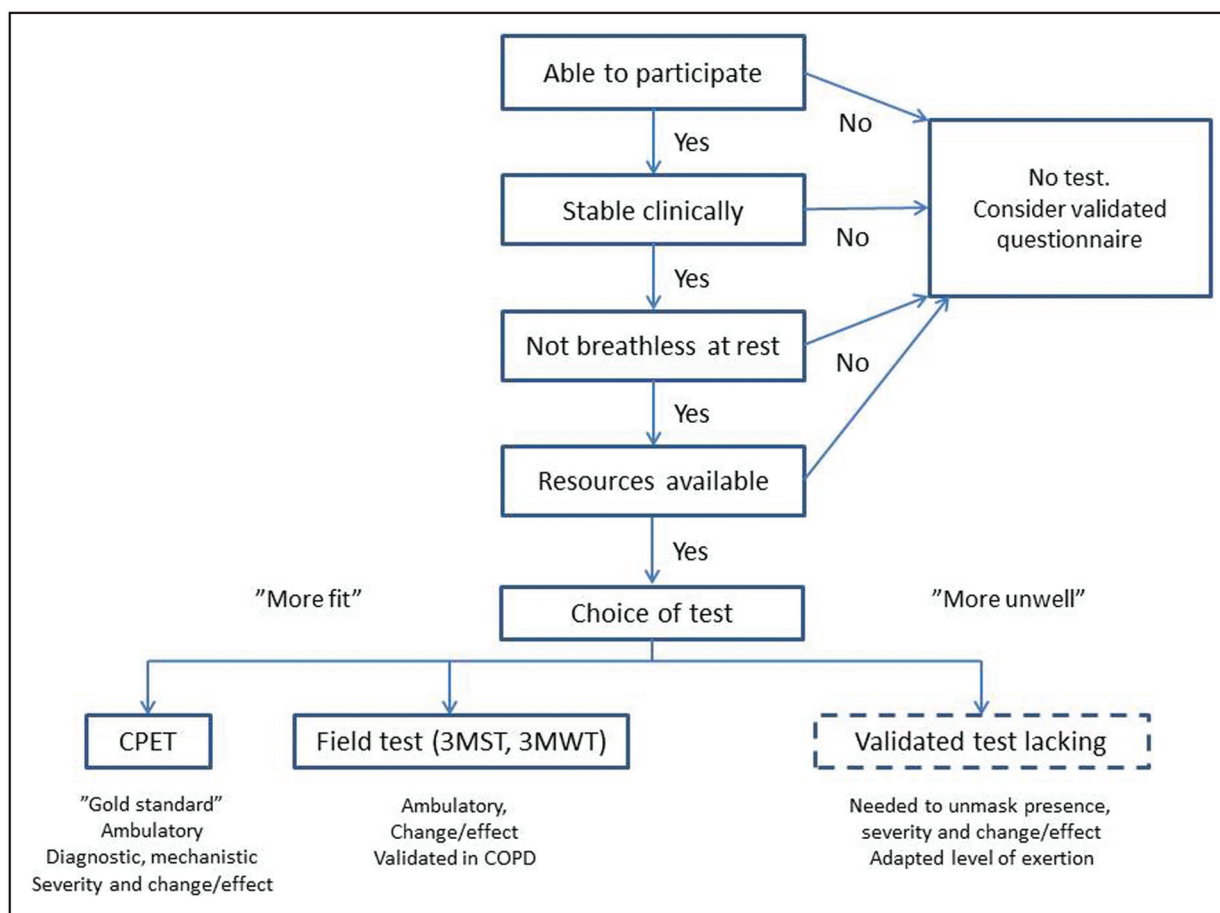 Able to participate
No
Yes
No test.
Consider validated
questionnaire
Stable clinically
No
Yes
Not breathless at rest
No
Yes
Resources available
Yes
”More fit”
Choice of test
”More unwell”
CPET
Field test (3MST, 3MWT)
Validated test lacking
”Gold standard”
Ambulatory
Diagnostic, mechanistic
Severity and change/effect
Ambulatory,
Change/effect
Validated in COPD
Needed to unmask presence,
severity and change/effect
Adapted level of exertion